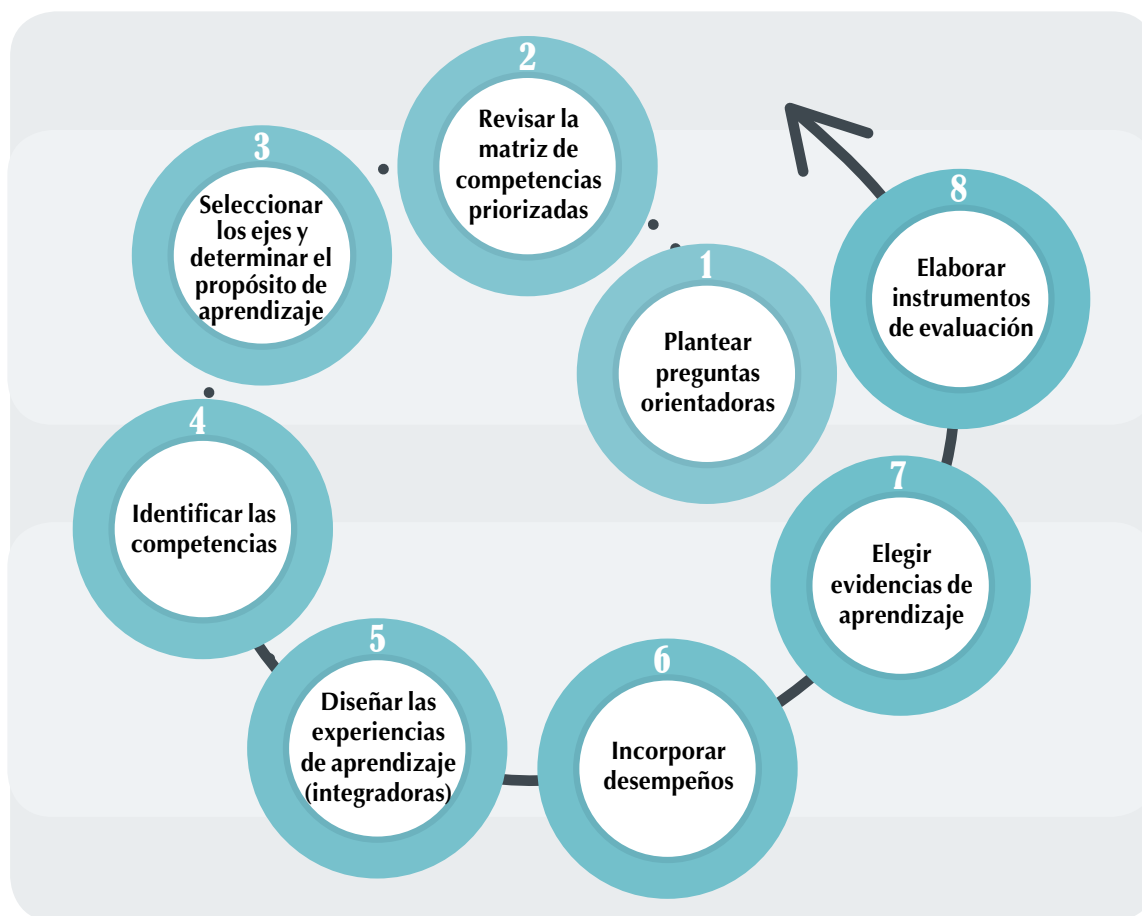 1
Plantear
preguntas
orientadoras
2
Revisar la
matriz de
competencias
priorizadas
3
Seleccionar
los ejes y
determinar el
propósito de
aprendizaje
4
Identificar las
competencias
5
Diseñar las
experiencias
de aprendizaje
(integradoras)
6
Incorporar
desempeños
7
Elegir
evidencias de
aprendizaje
8
Elaborar
instrumentos
de evaluación